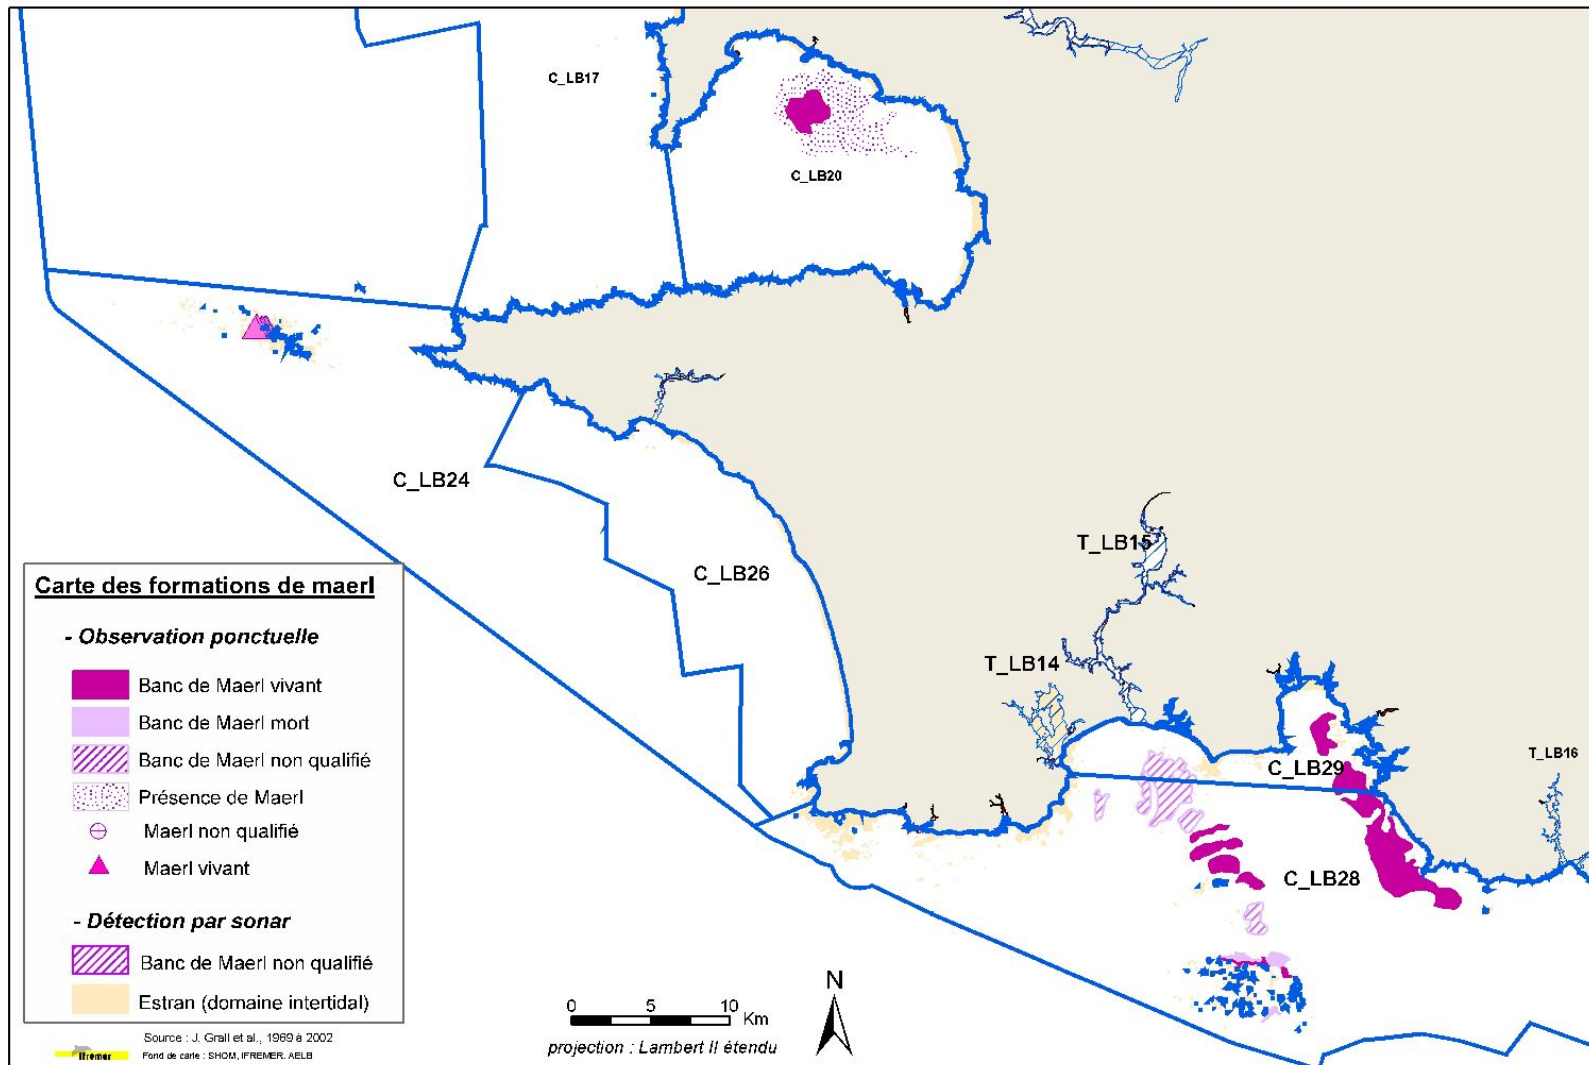 C_LB17
C_LB20
C_LB24
C_LB26
T_LB15
T_LB14
C_LB29
T_LB16
C_LB28
Carte des formations de maerl
- Observation ponctuelle
Banc de Maerl vivant
Banc de Maerl mort
Banc de Maerl non qualifié
Présence de Maerl
Maerl non qualifié
Maerl vivant
- Détection par sonar
Banc de Maerl non qualifié
Estran (domaine intertidal)
Source : J. Grall et al., 1969 à 2002
Fond de carte : SHOM, IFREMER, AELB
Ifremer
0 5 10
Km
projection : Lambert II étendu
N